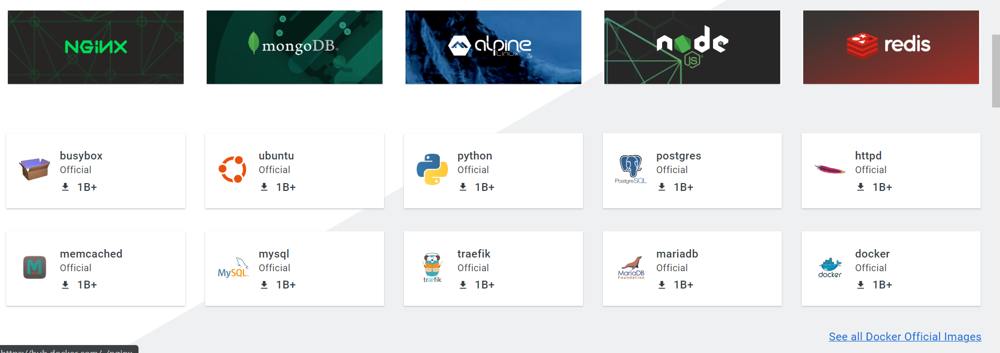 NGINX
mongoDB®
alpine
Linux
node
JS
redis
busybox
Official
1B+
ubuntu
Official
1B+
python
Official
1B+
PostgreSQL
postgres
Official
1B+
httpd
Official
1B+
M
memcached
Official
1B+
MySQL
mysql
Official
1B+
træfik
traefik
Official
1B+
MariaDB
Foundation
mariadb
Official
1B+
docker
docker
Official
1B+
See all Docker Official Images
https://hub.docker.com/_/nginx